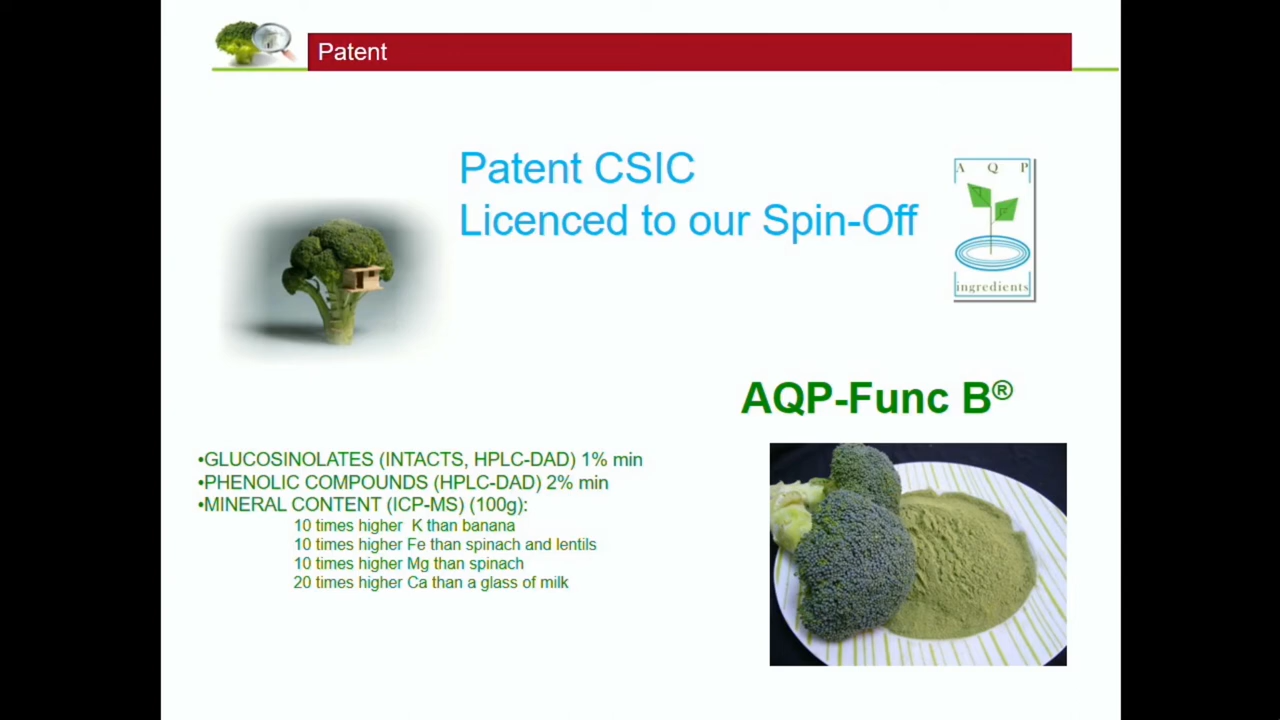 Patent
Patent CSIC
Licenced to our Spin-Off
A Q P
ingredients
AQP-Func B®
•GLUCOSINOLATES (INTACTS, HPLC-DAD) 1% min
•PHENOLIC COMPOUNDS (HPLC-DAD) 2% min
•MINERAL CONTENT (ICP-MS) (100g):
10 times higher K than banana
10 times higher Fe than spinach and lentils
10 times higher Mg than spinach
20 times higher Ca than a glass of milk